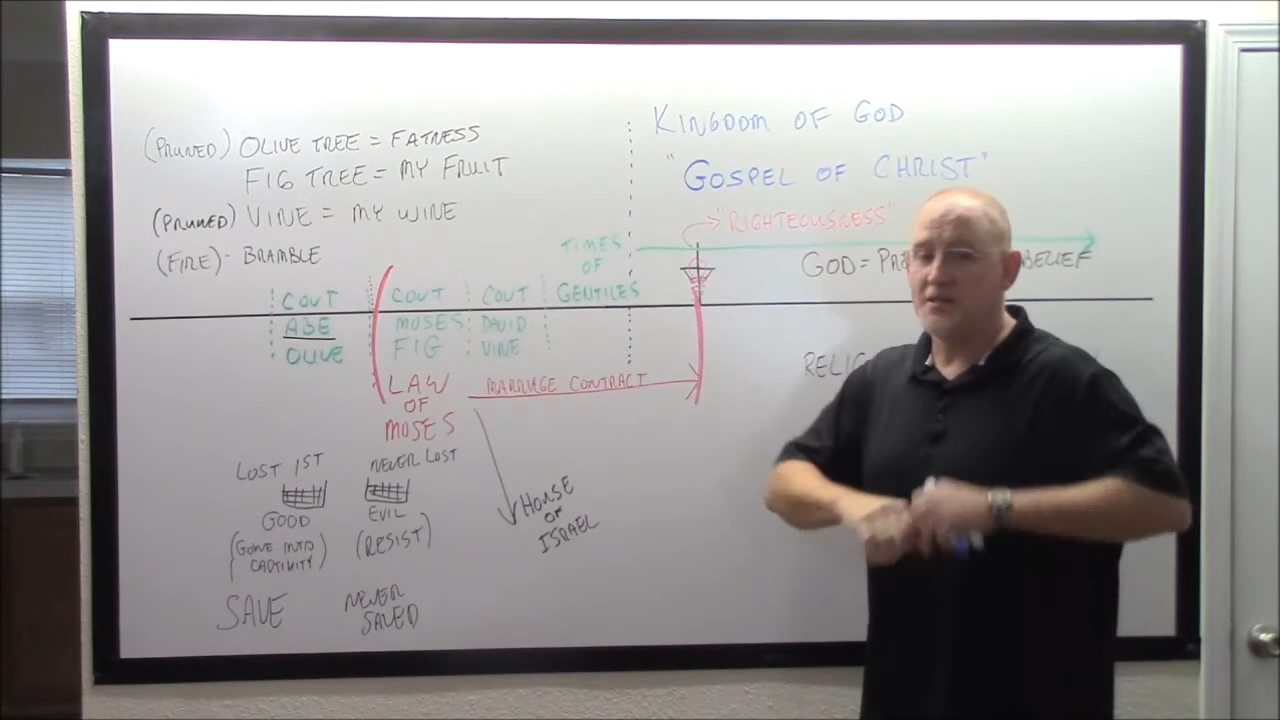 (PRUNED) OLIVE TREE = FATNESS
FIG TREE = MY FRUIT
(PRUNED) VINE = MY WINE
(FIRE) - BRAMBLE
KINGDOM OF GOD
"GOSPEL OF CHRIST"
"RIGHTEOUSNESS"
TIMES
OF
GENTILES
GOD =
BELIEF
COVT
ABE
OLIVE
COVT
MOSES
FIG
COVT
DAVID
VINE
LAW
OF
MOSES
MARRIAGE CONTRACT
HOUSE
OF
ISRAEL
LOST 1ST
GOOD
(GONE INTO
CAPTIVITY)
SAVE
NEVER LOST
EVIL
(RESIST)
NEVER
SAVED